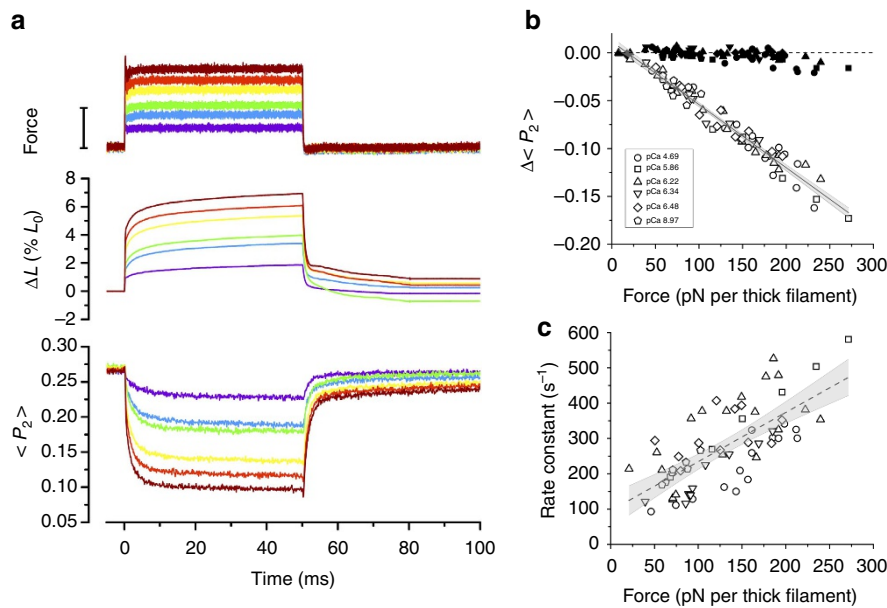 a
Force
8
6
4
2
0
−2
ΔL (% L0)
0.30
0.25
0.20
0.15
0.10
0.05
< P2>
0 20 40 60 80 100
Time (ms)
b
0.00
−0.05
−0.10
−0.15
−0.20
Δ< P2 >
pCa 4.69
pCa 5.86
pCa 6.22
pCa 6.34
pCa 6.48
pCa 8.97
0 50 100 150 200 250 300
Force (pN per thick filament)
c
600
500
400
300
200
100
0
Rate constant (s−1)
0 50 100 150 200 250 300
Force (pN per thick filament)